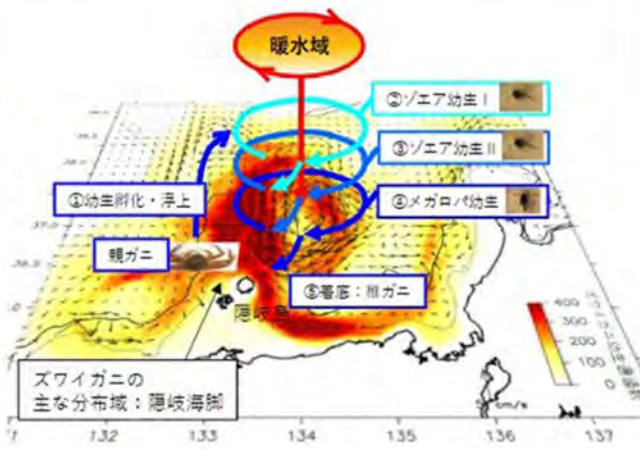 暖水域
②ゾエア幼生Ⅰ
③ゾエア幼生Ⅱ
①幼生孵化・浮上
④メガロパ幼生
親ガニ
⑤着底：稚ガニ
隠岐島
ズワイガニの
主な分布域：隠岐海脚
400
300
200
100
0
cm/s
37.0
132
133
134
135
136
137